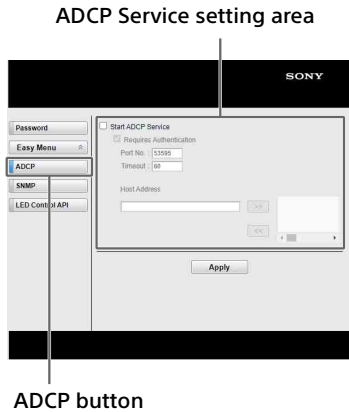 ADCP Service setting area
SONY
Password
Easy Menu
ADCP
SNMP
LED Control API
Start ADCP Service
Requires Authentication
Port No. : 53595
Timeout : 60
Host Address
>>
<<
Apply
ADCP button